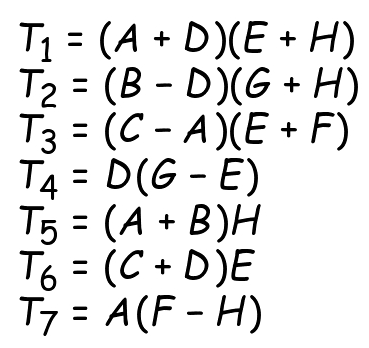 T₁ = (A + D)(E + H)
T₂ = (B − D)(G + H)
T₃ = (C − A)(E + F)
T₄ = D(G − E)
T₅ = (A + B)H
T₆ = (C + D)E
T₇ = A(F − H)